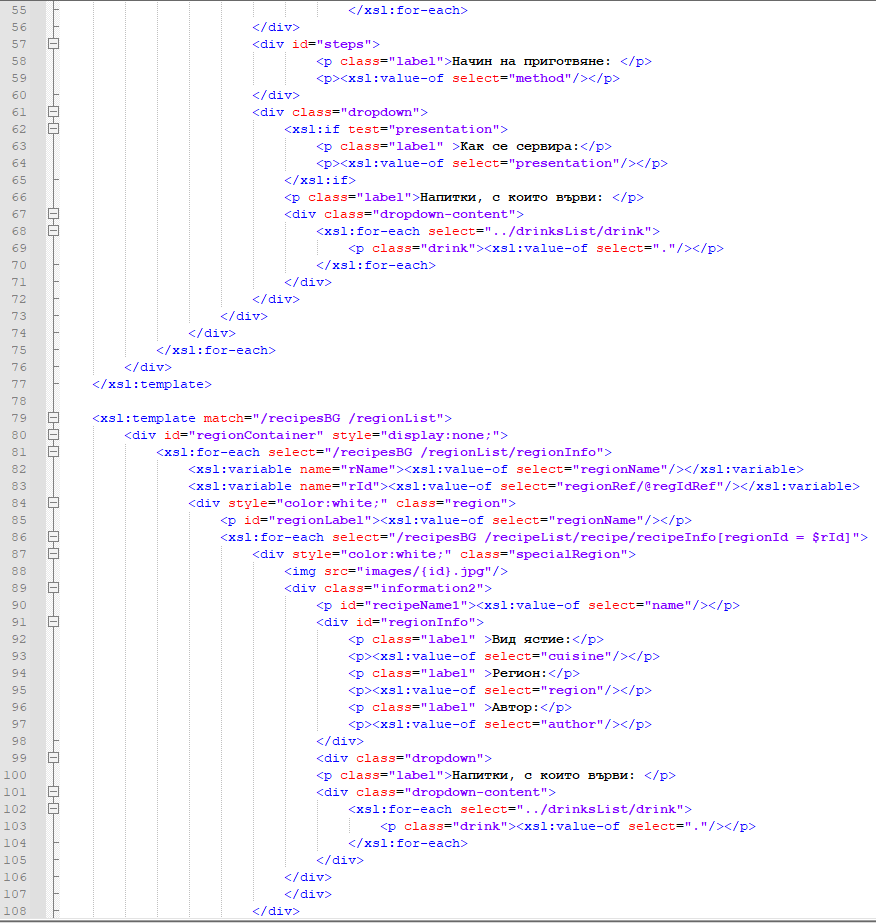 55 </xsl:for-each>
56 </div>
57 <div id="steps">
58 <p class="label">Начин на приготвяне: </p>
59 <p><xsl:value-of select="method"/></p>
60 </div>
61 <div class="dropdown">
62 <xsl:if test="presentation">
63 <p class="label" >Как се сервира:</p>
64 <p><xsl:value-of select="presentation"/></p>
65 </xsl:if>
66 <p class="label">Напитки, с които върви: </p>
67 <div class="dropdown-content">
68 <xsl:for-each select="../drinksList/drink">
69 <p class="drink"><xsl:value-of select="."/></p>
70 </xsl:for-each>
71 </div>
72 </div>
73 </div>
74 </div>
75 </xsl:for-each>
76 </div>
77 </xsl:template>
78
79 <xsl:template match="/recipesBG /regionList">
80 <div id="regionContainer" style="display:none;">
81 <xsl:for-each select="/recipesBG /regionList/regionInfo">
82 <xsl:variable name="rName"><xsl:value-of select="regionName"/></xsl:variable>
83 <xsl:variable name="rId"><xsl:value-of select="regionRef/@regIdRef"/></xsl:variable>
84 <div style="color:white;" class="region">
85 <p id="regionLabel"><xsl:value-of select="regionName"/></p>
86 <xsl:for-each select="/recipesBG /recipeList/recipe/recipeInfo[regionId = $rId]">
87 <div style="color:white;" class="specialRegion">
88 <img src="images/{id}.jpg"/>
89 <div class="information2">
90 <p id="recipeName1"><xsl:value-of select="name"/></p>
91 <div id="regionInfo">
92 <p class="label" >Вид ястие:</p>
93 <p><xsl:value-of select="cuisine"/></p>
94 <p class="label" >Регион:</p>
95 <p><xsl:value-of select="region"/></p>
96 <p class="label" >Автор:</p>
97 <p><xsl:value-of select="author"/></p>
98 </div>
99 <div class="dropdown">
100 <p class="label">Напитки, с които върви: </p>
101 <div class="dropdown-content">
102 <xsl:for-each select="../drinksList/drink">
103 <p class="drink"><xsl:value-of select="."/></p>
104 </xsl:for-each>
105 </div>
106 </div>
107 </div>
108 </div>